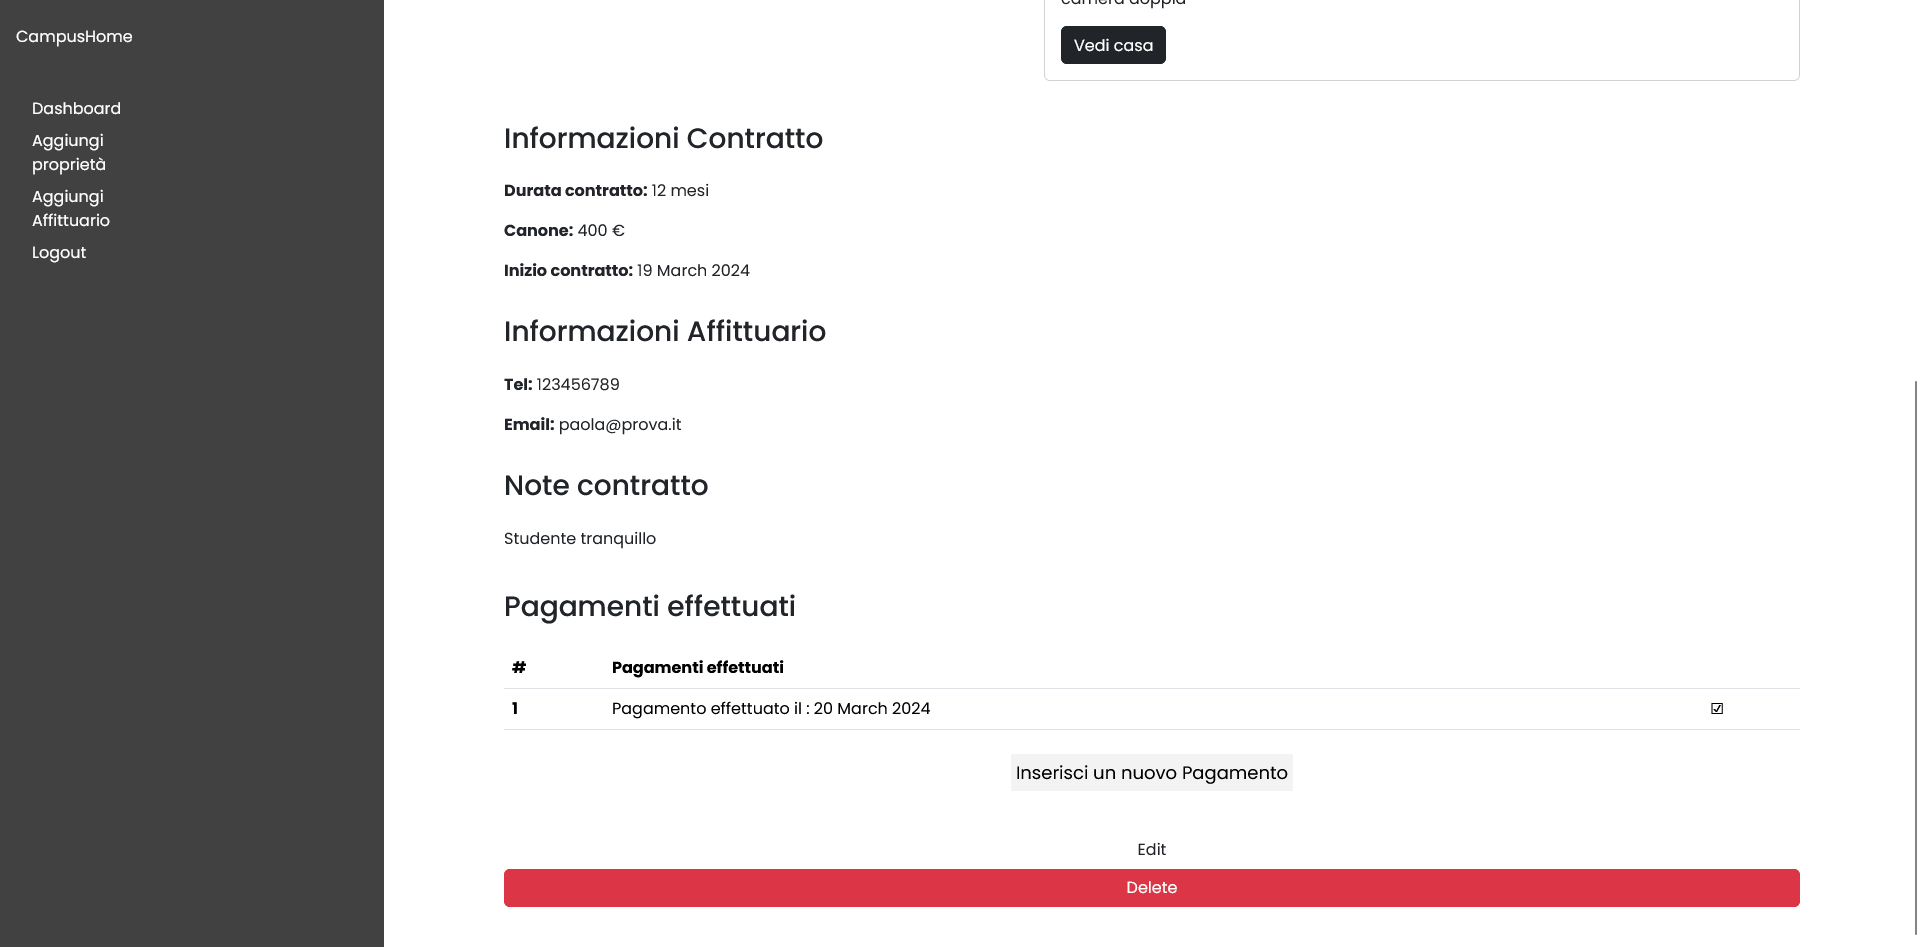 CampusHome
Dashboard
Aggiungi
proprietà
Aggiungi
Affittuario
Logout
camera doppia
Vedi casa
Informazioni Contratto
Durata contratto: 12 mesi
Canone: 400 €
Inizio contratto: 19 March 2024
Informazioni Affittuario
Tel: 123456789
Email: paola@prova.it
Note contratto
Studente tranquillo
Pagamenti effettuati
# Pagamenti effettuati
1 Pagamento effettuato il : 20 March 2024 ☑
Inserisci un nuovo Pagamento
Edit
Delete